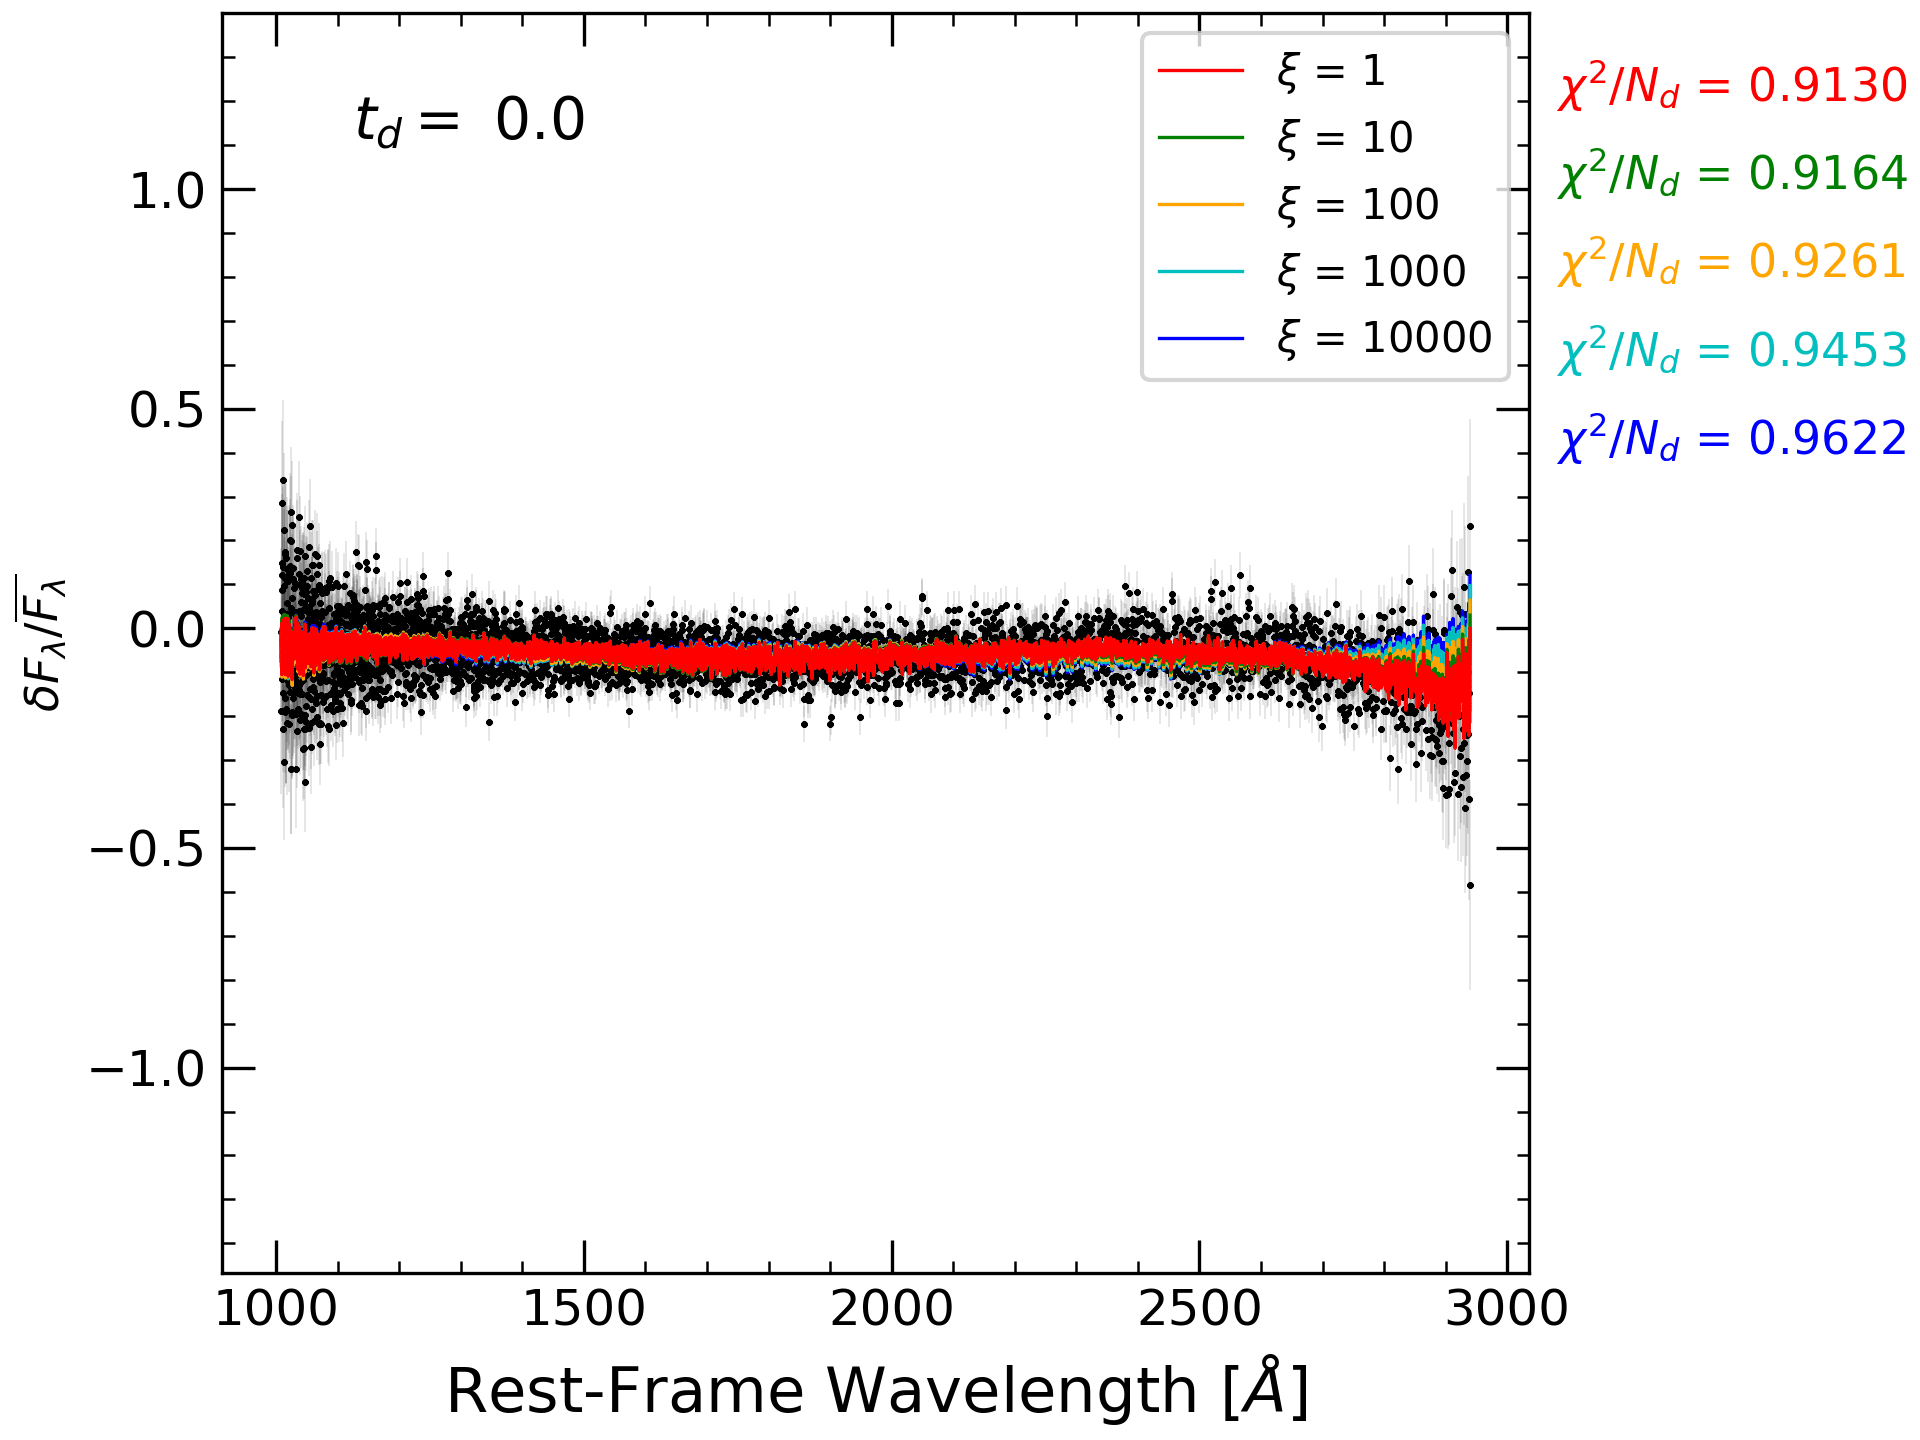 t_d = 0.0
ξ = 1
ξ = 10
ξ = 100
ξ = 1000
ξ = 10000
χ²/N_d = 0.9130
χ²/N_d = 0.9164
χ²/N_d = 0.9261
χ²/N_d = 0.9453
χ²/N_d = 0.9622
1.0
0.5
0.0
−0.5
−1.0
δF_λ/F̅_λ
1000 1500 2000 2500 3000
Rest-Frame Wavelength [Å]